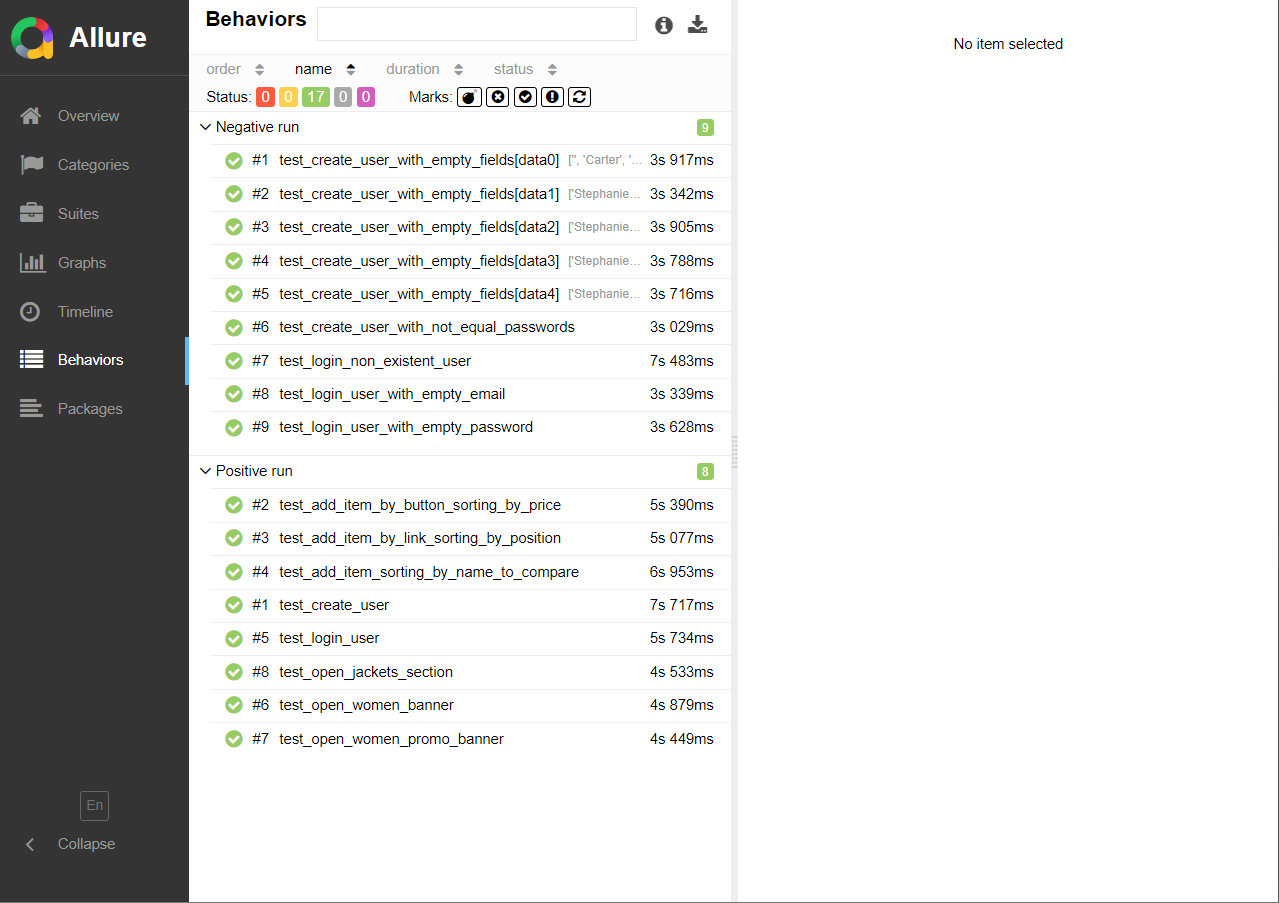 Allure
Overview
Categories
Suites
Graphs
Timeline
Behaviors
Packages
En
Collapse
Behaviors
order name duration status
Status: 0 0 17 0 0 Marks:
Negative run 9
#1 test_create_user_with_empty_fields[data0] ['', 'Carter', '... 3s 917ms
#2 test_create_user_with_empty_fields[data1] ['Stephanie... 3s 342ms
#3 test_create_user_with_empty_fields[data2] ['Stephanie... 3s 905ms
#4 test_create_user_with_empty_fields[data3] ['Stephanie... 3s 788ms
#5 test_create_user_with_empty_fields[data4] ['Stephanie... 3s 716ms
#6 test_create_user_with_not_equal_passwords 3s 029ms
#7 test_login_non_existent_user 7s 483ms
#8 test_login_user_with_empty_email 3s 339ms
#9 test_login_user_with_empty_password 3s 628ms
Positive run 8
#2 test_add_item_by_button_sorting_by_price 5s 390ms
#3 test_add_item_by_link_sorting_by_position 5s 077ms
#4 test_add_item_sorting_by_name_to_compare 6s 953ms
#1 test_create_user 7s 717ms
#5 test_login_user 5s 734ms
#8 test_open_jackets_section 4s 533ms
#6 test_open_women_banner 4s 879ms
#7 test_open_women_promo_banner 4s 449ms
No item selected